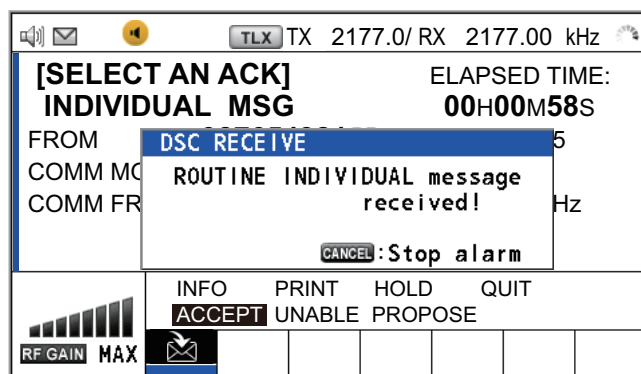 TLX TX 2177.0/ RX 2177.00 kHz
[SELECT AN ACK] ELAPSED TIME:
INDIVIDUAL MSG 00H00M58S
FROM 5
DSC RECEIVE
COMM MO
ROUTINE INDIVIDUAL message
COMM FR received! Hz
CANCEL :Stop alarm
INFO PRINT HOLD QUIT
ACCEPT UNABLE PROPOSE
RF GAIN MAX